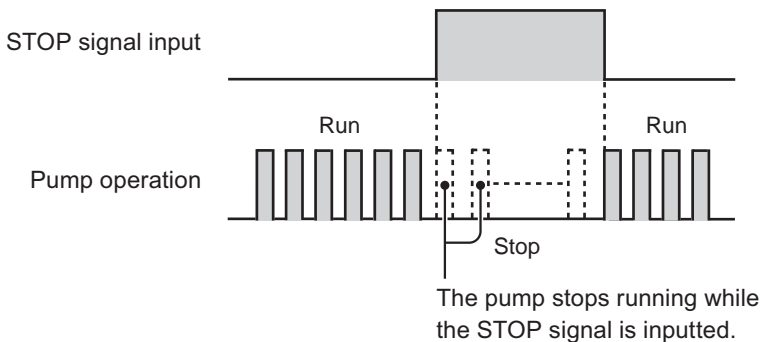 STOP signal input
Run
Run
Pump operation
Stop
The pump stops running while
the STOP signal is inputted.